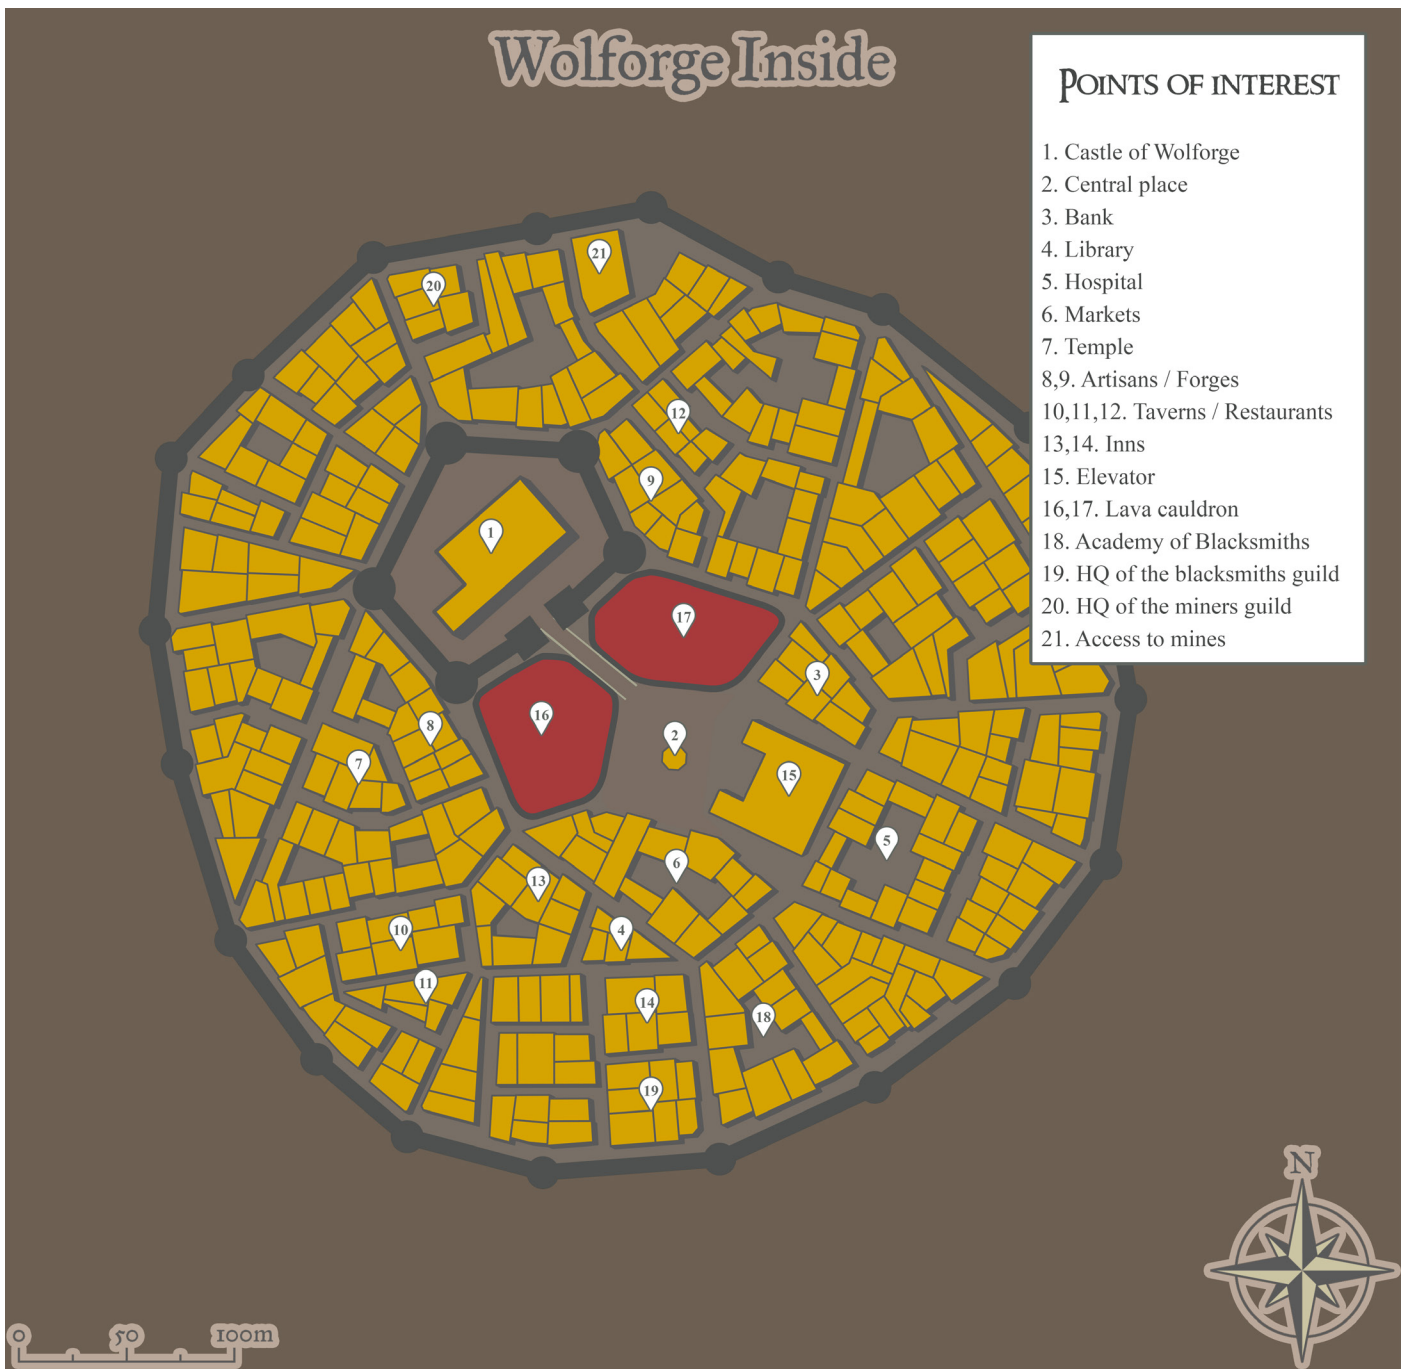 Wolforge Inside
POINTS OF INTEREST
1. Castle of Wolforge
2. Central place
3. Bank
4. Library
5. Hospital
6. Markets
7. Temple
8,9. Artisans / Forges
10,11,12. Taverns / Restaurants
13,14. Inns
15. Elevator
16,17. Lava cauldron
18. Academy of Blacksmiths
19. HQ of the blacksmiths guild
20. HQ of the miners guild
21. Access to mines
21
20
12
9
1
17
3
16
8
2
7
15
5
6
13
10
4
11
14
18
19
N
0 50 100m